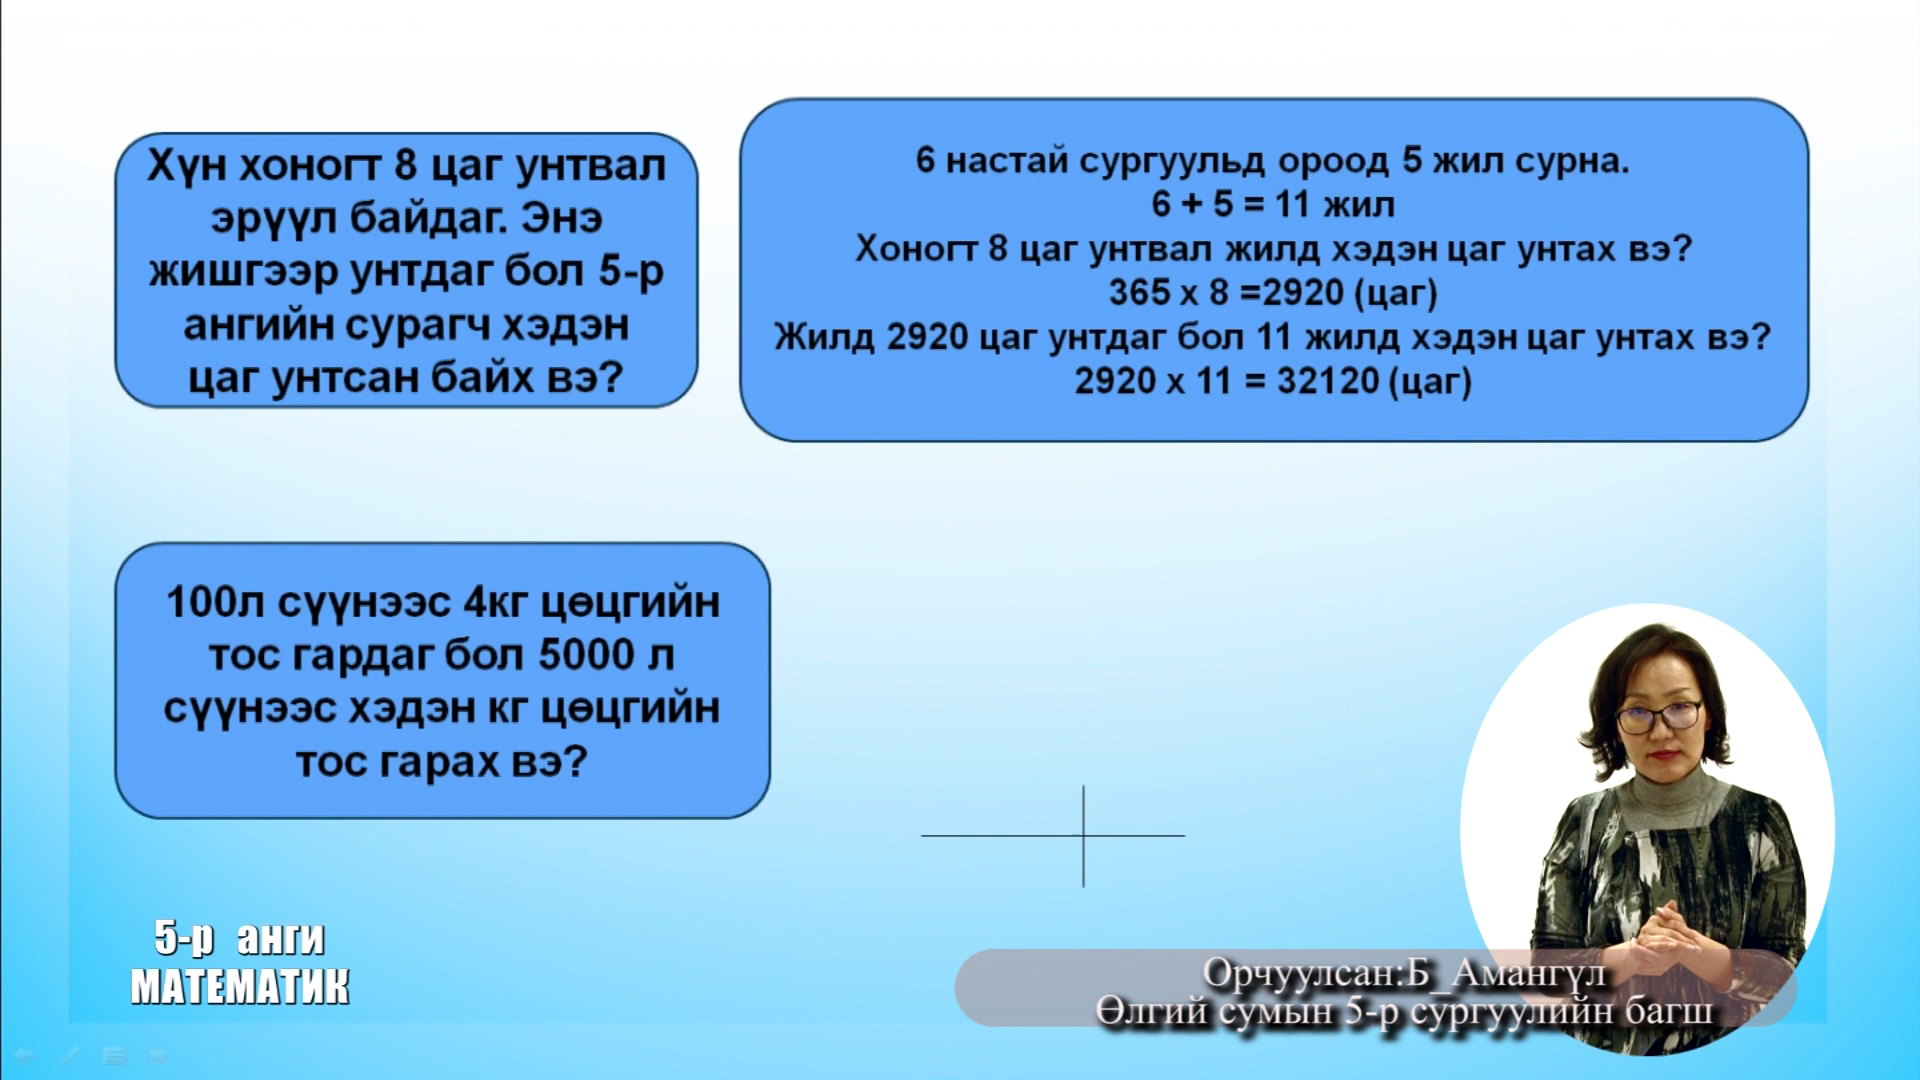 Хүн хоногт 8 цаг унтвал
эрүүл байдаг. Энэ
жишгээр унтдаг бол 5-р
ангийн сурагч хэдэн
цаг унтсан байх вэ?
6 настай сургуульд ороод 5 жил сурна.
6 + 5 = 11 жил
Хоногт 8 цаг унтвал жилд хэдэн цаг унтах вэ?
365 х 8 =2920 (цаг)
Жилд 2920 цаг унтдаг бол 11 жилд хэдэн цаг унтах вэ?
2920 х 11 = 32120 (цаг)
100л сүүнээс 4кг цөцгийн
тос гардаг бол 5000 л
сүүнээс хэдэн кг цөцгийн
тос гарах вэ?
5-р анги
МАТЕМАТИК
Орчуулсан:Б_Амангүл
Өлгий сумын 5-р сургуулийн багш